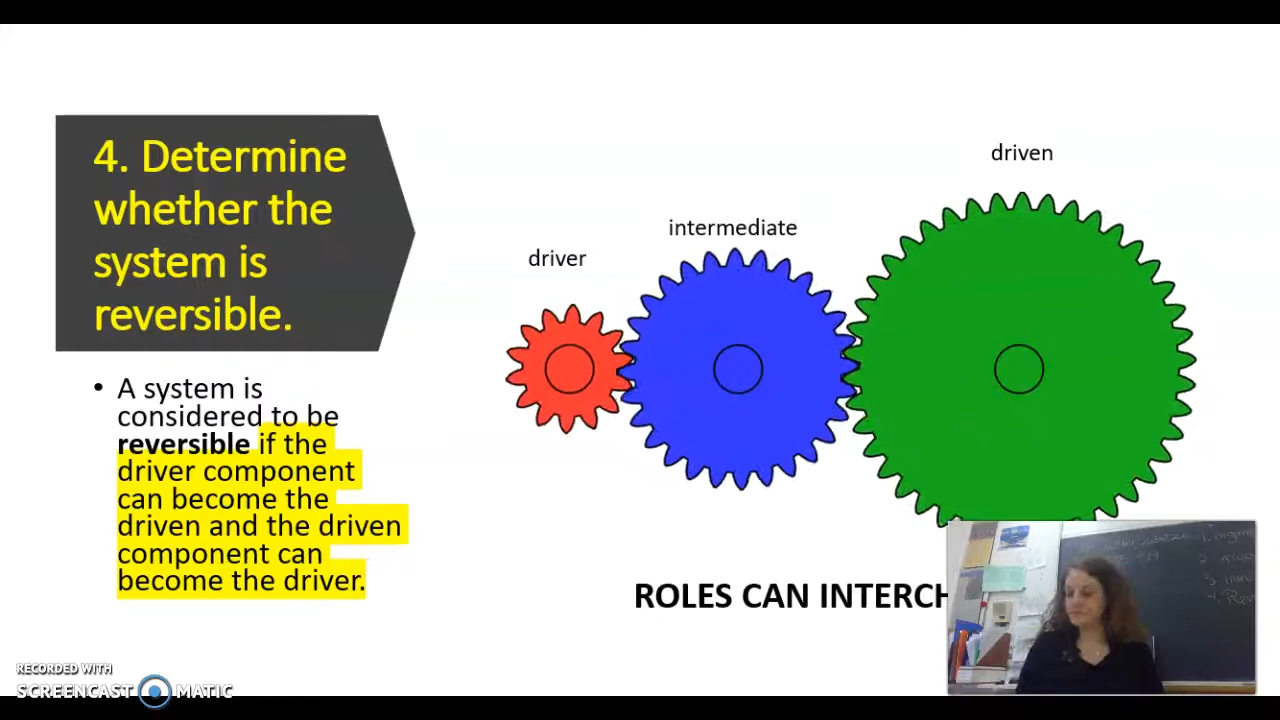 4. Determine
whether the
system is
reversible.
• A system is
considered to be
reversible if the
driver component
can become the
driven and the driven
component can
become the driver.
driver
intermediate
driven
ROLES CAN INTERCH
RECORDED WITH
SCREENCAST MATIC